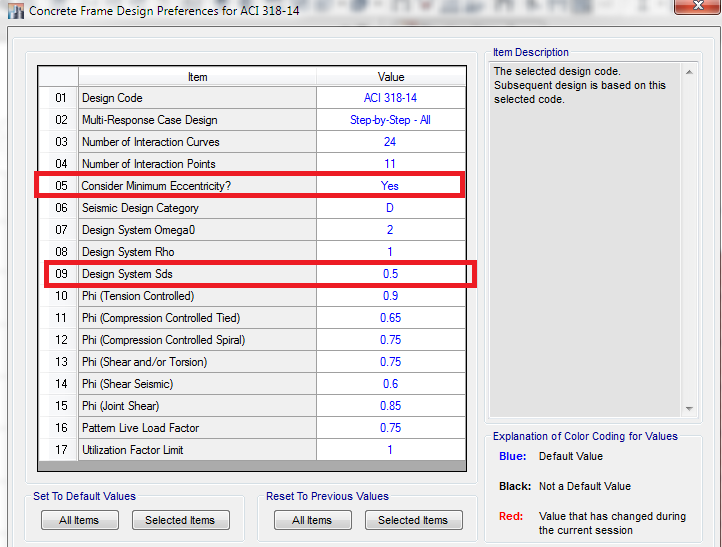 Concrete Frame Design Preferences for ACI 318-14
Item Value
01 Design Code ACI 318-14
02 Multi-Response Case Design Step-by-Step - All
03 Number of Interaction Curves 24
04 Number of Interaction Points 11
05 Consider Minimum Eccentricity? Yes
06 Seismic Design Category D
07 Design System Omega0 2
08 Design System Rho 1
09 Design System Sds 0.5
10 Phi (Tension Controlled) 0.9
11 Phi (Compression Controlled Tied) 0.65
12 Phi (Compression Controlled Spiral) 0.75
13 Phi (Shear and/or Torsion) 0.75
14 Phi (Shear Seismic) 0.6
15 Phi (Joint Shear) 0.85
16 Pattern Live Load Factor 0.75
17 Utilization Factor Limit 1
Set To Default Values
All Items Selected Items
Reset To Previous Values
All Items Selected Items
Item Description
The selected design code.
Subsequent design is based on this
selected code.
Explanation of Color Coding for Values
Blue: Default Value
Black: Not a Default Value
Red: Value that has changed during
the current session